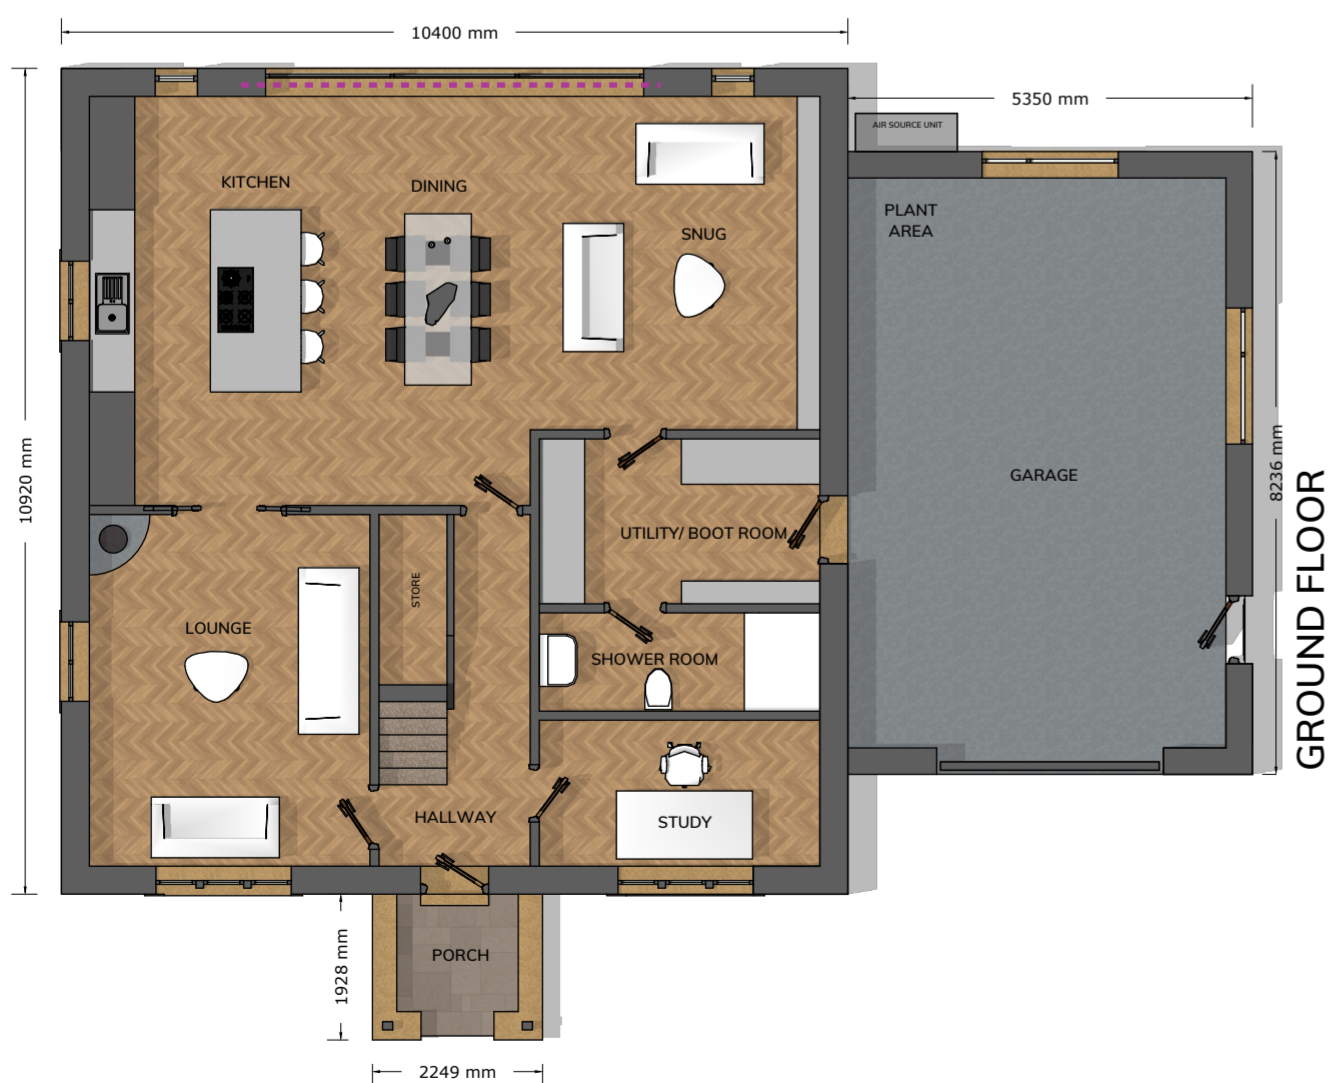 10400 mm
5350 mm
AIR SOURCE UNIT
KITCHEN
DINING
SNUG
PLANT
AREA
10920 mm
8236 mm
GARAGE
UTILITY/ BOOT ROOM
STORE
LOUNGE
SHOWER ROOM
GROUND FLOOR
HALLWAY
STUDY
PORCH
1928 mm
2249 mm